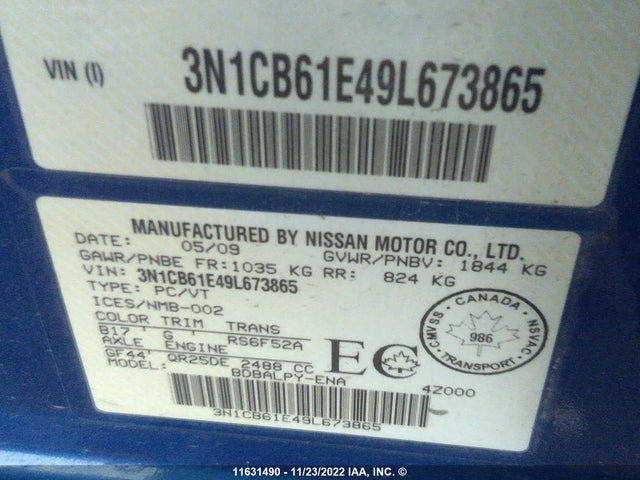 VIN (I) 3N1CB61E49L673865
MANUFACTURED BY NISSAN MOTOR CO., LTD.
DATE: 05/09 GVWR/PNBV: 1844 KG
GAWR/PNBE FR:1035 KG RR: 824 KG
VIN: 3N1CB61E49L673865
TYPE: PC/VT
ICES/NMB-002
COLOR TRIM TRANS
B17 ' G ' RS6F52A
AXLE ENGINE
GF44' QR25DE 2488 CC
MODEL: BDBALPY-ENA
EC
4Z000
CANADA
CMVSS 986 NSVAC
TRANSPORT
3N1CB61E49L673865
11631490 - 11/23/2022 IAA, INC. ©